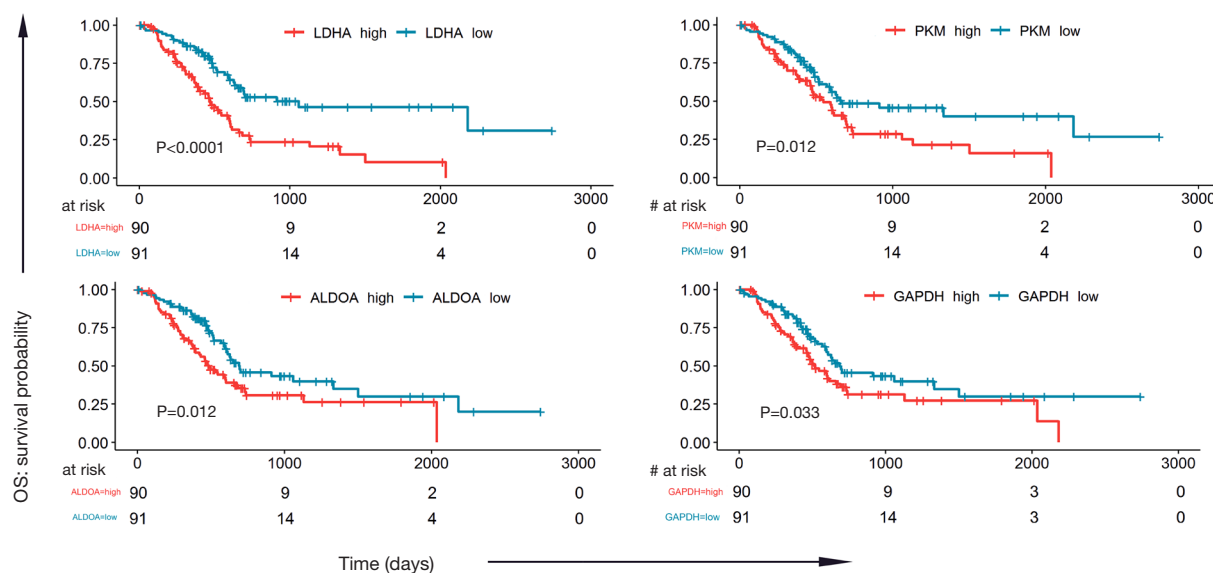 OS: survival probability
LDHA high LDHA low
1.00
0.75
0.50
0.25
0.00
P<0.0001
0 1000 2000 3000
at risk
LDHA=high 90 9 2 0
LDHA=low 91 14 4 0
PKM high PKM low
1.00
0.75
0.50
0.25
0.00
P=0.012
0 1000 2000 3000
# at risk
PKM=high 90 9 2 0
PKM=low 91 14 4 0
ALDOA high ALDOA low
1.00
0.75
0.50
0.25
0.00
P=0.012
0 1000 2000 3000
at risk
ALDOA=high 90 9 2 0
ALDOA=low 91 14 4 0
GAPDH high GAPDH low
1.00
0.75
0.50
0.25
0.00
P=0.033
0 1000 2000 3000
# at risk
GAPDH=high 90 9 3 0
GAPDH=low 91 14 3 0
Time (days)